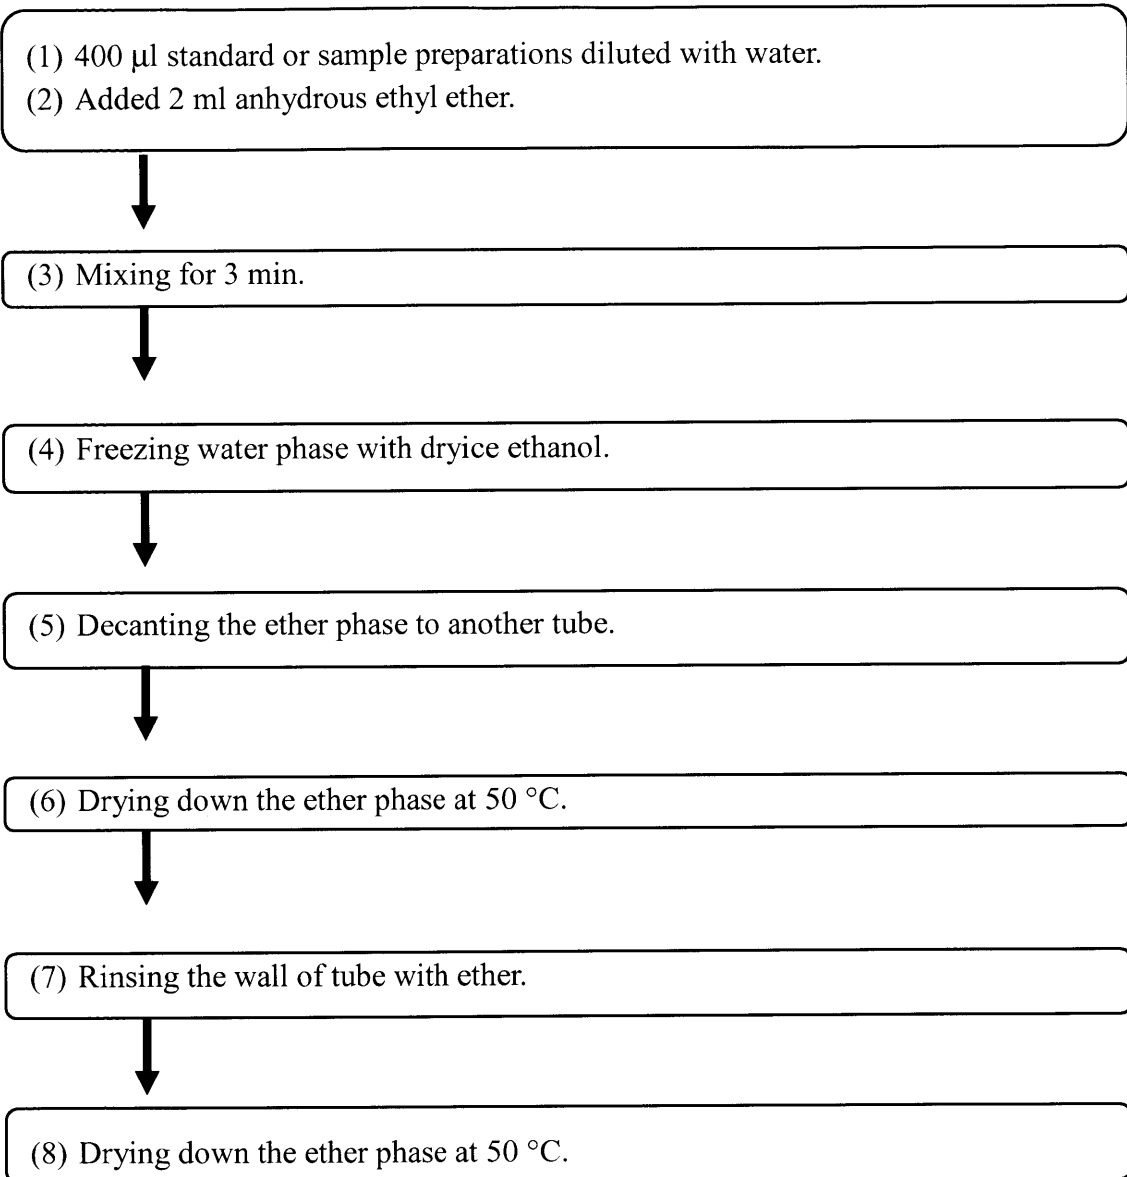 (1) 400 µl standard or sample preparations diluted with water.
(2) Added 2 ml anhydrous ethyl ether.
(3) Mixing for 3 min.
(4) Freezing water phase with dryice ethanol.
(5) Decanting the ether phase to another tube.
(6) Drying down the ether phase at 50 °C.
(7) Rinsing the wall of tube with ether.
(8) Drying down the ether phase at 50 °C.